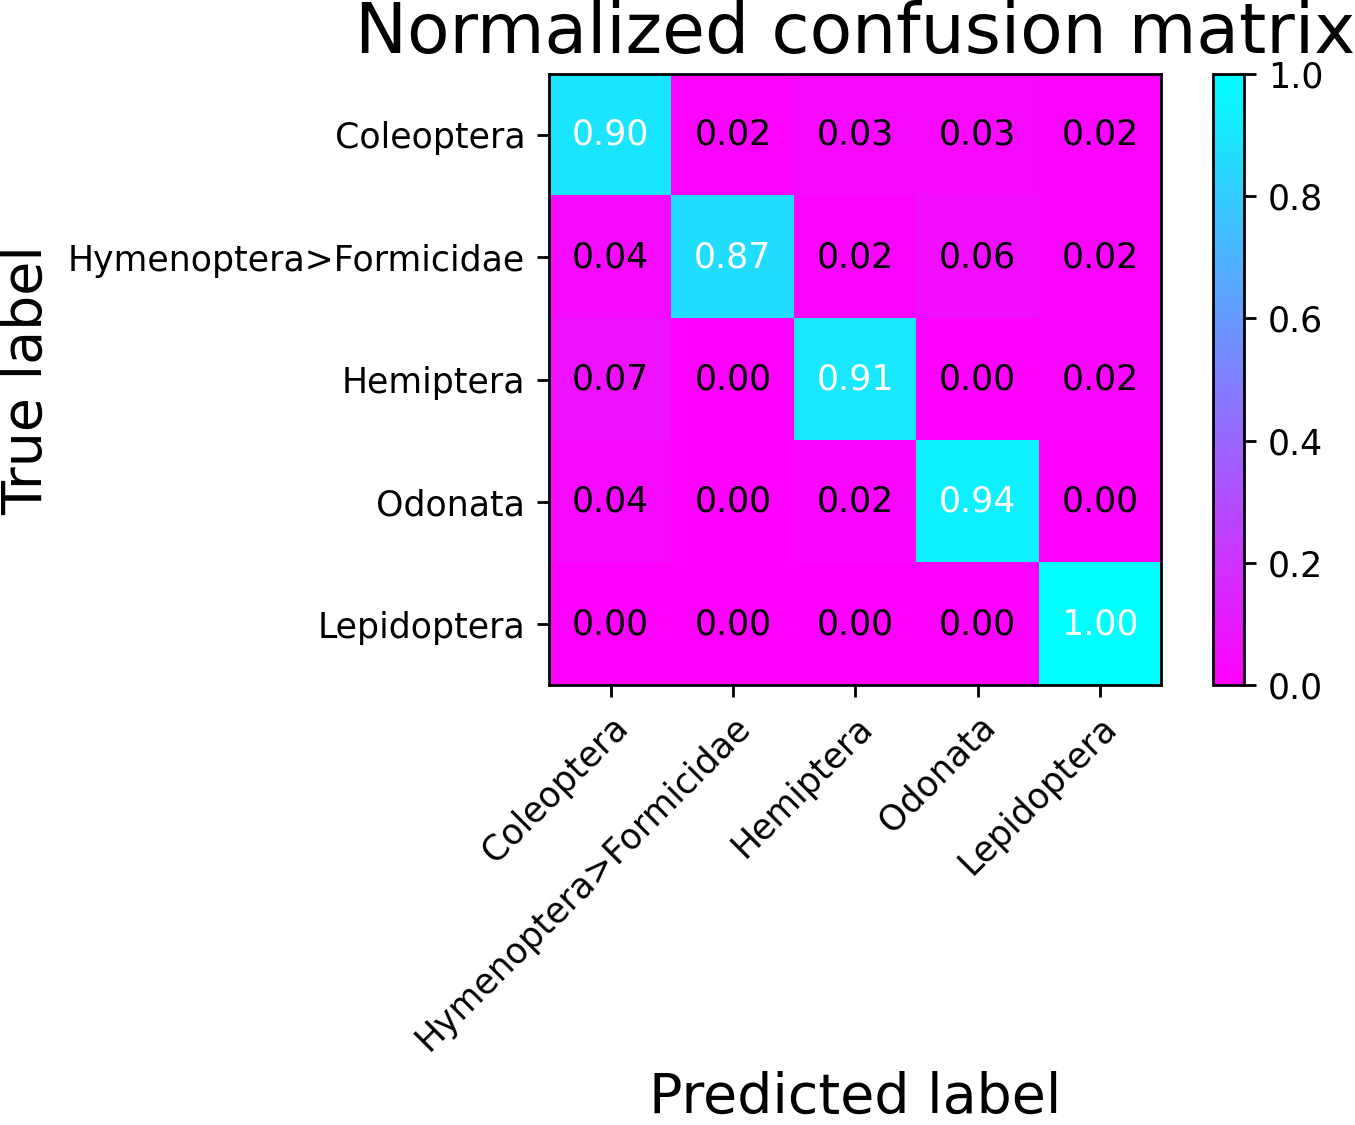 Normalized confusion matrix
True label
Coleoptera 0.90 0.02 0.03 0.03 0.02
Hymenoptera>Formicidae 0.04 0.87 0.02 0.06 0.02
Hemiptera 0.07 0.00 0.91 0.00 0.02
Odonata 0.04 0.00 0.02 0.94 0.00
Lepidoptera 0.00 0.00 0.00 0.00 1.00
1.0
0.8
0.6
0.4
0.2
0.0
Coleoptera
Hymenoptera>Formicidae
Hemiptera
Odonata
Lepidoptera
Predicted label